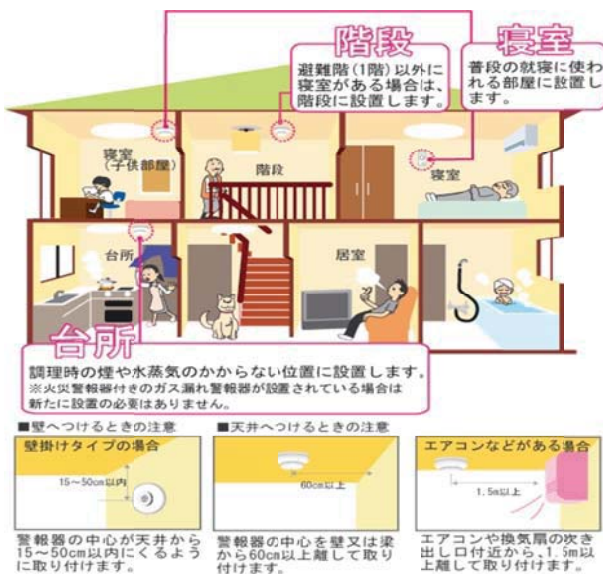 階段
避難階(1階)以外に
寝室がある場合は、
階段に設置します。
寝室
普段の就寝に使わ
れる部屋に設置し
ます。
寝室
(子供部屋)
階段
寝室
台所
居室
台所
調理時の煙や水蒸気のかからない位置に設置します。
※火災警報器付きのガス漏れ警報器が設置されている場合は
新たに設置の必要はありません。
■壁へつけるときの注意
壁掛けタイプの場合
15~50cm以内
警報器の中心が天井から
15~50cm以内にくるよう
に取り付けます。
■天井へつけるときの注意
60cm以上
警報器の中心を壁又は梁
から60cm以上離して取り
付けます。
エアコンなどがある場合
1.5m以上
エアコンや換気扇の吹き
出し口付近から、1.5m以
上離して取り付けます。